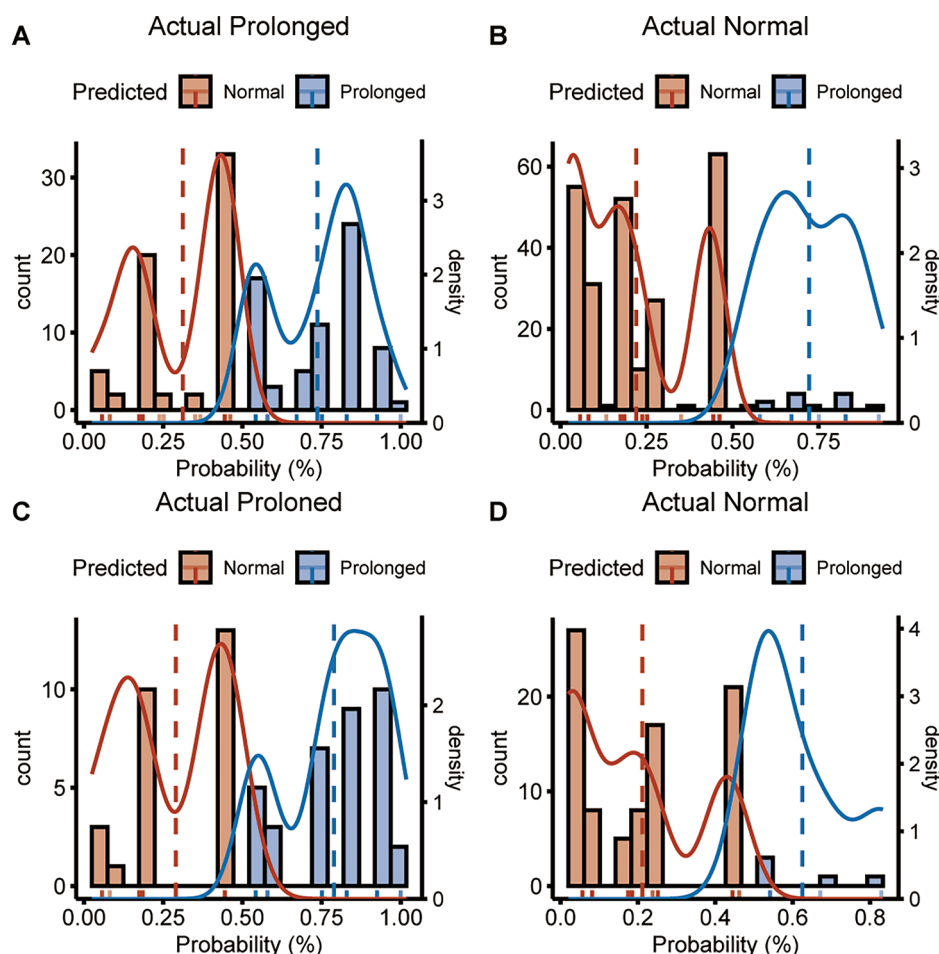 A
Actual Prolonged
Predicted Normal Prolonged
count
30
20
10
0
density
3
2
1
0
0.00 0.25 0.50 0.75 1.00
Probability (%)
B
Actual Normal
Predicted Normal Prolonged
count
60
40
20
0
density
3
2
1
0
0.00 0.25 0.50 0.75
Probability (%)
C
Actual Proloned
Predicted Normal Prolonged
count
10
5
0
density
2
1
0
0.00 0.25 0.50 0.75 1.00
Probability (%)
D
Actual Normal
Predicted Normal Prolonged
count
20
10
0
density
4
3
2
1
0
0.0 0.2 0.4 0.6 0.8
Probability (%)